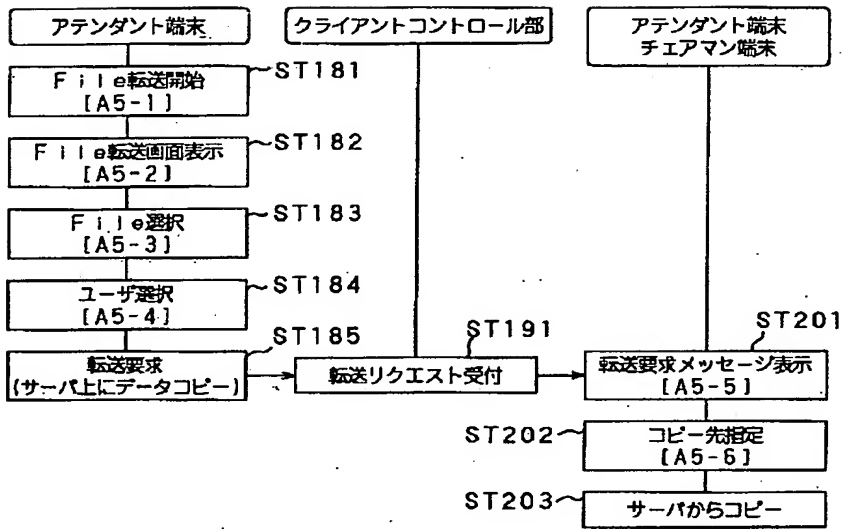 アテンダント端末
クライアントコントロール部
アテンダント端末
チェアマン端末
File転送開始
[A5-1]
ST181
File転送画面表示
[A5-2]
ST182
File選択
[A5-3]
ST183
ユーザ選択
[A5-4]
ST184
転送要求
(サーバ上にデータコピー)
ST185
転送リクエスト受付
ST191
転送要求メッセージ表示
[A5-5]
ST201
コピー先指定
[A5-6]
ST202
サーバからコピー
ST203